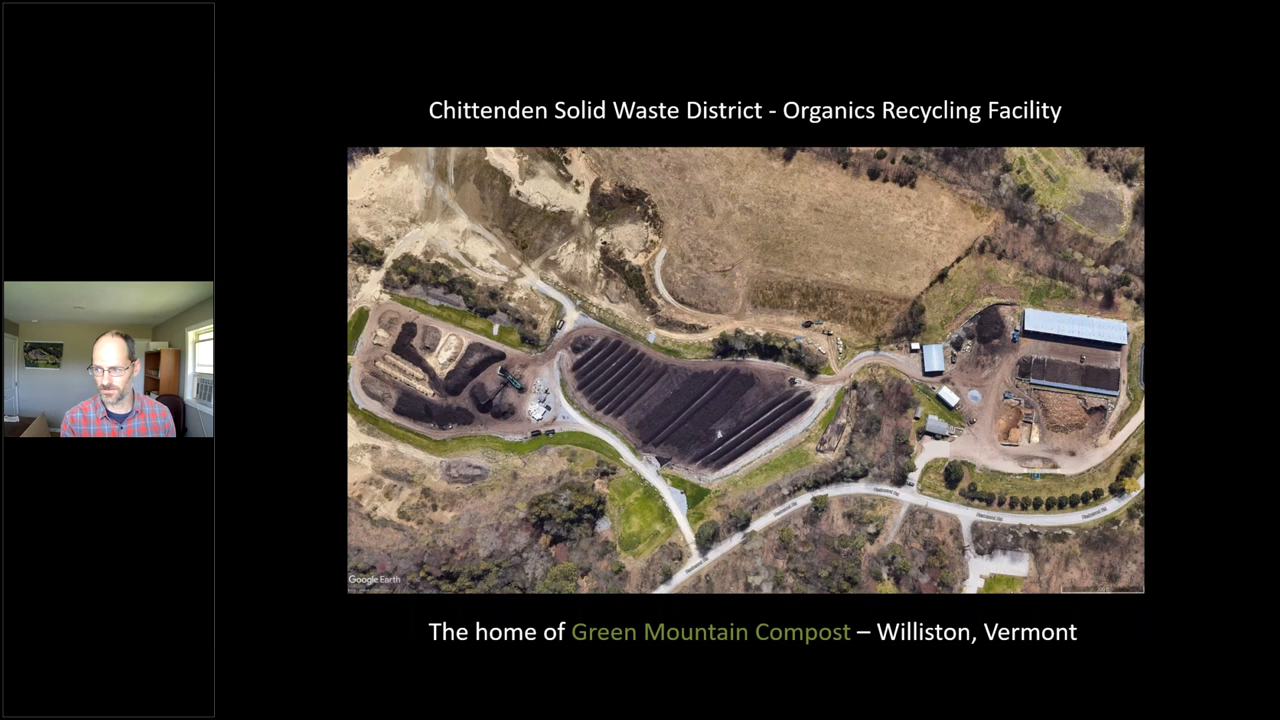 Chittenden Solid Waste District - Organics Recycling Facility
Google Earth
The home of Green Mountain Compost – Williston, Vermont